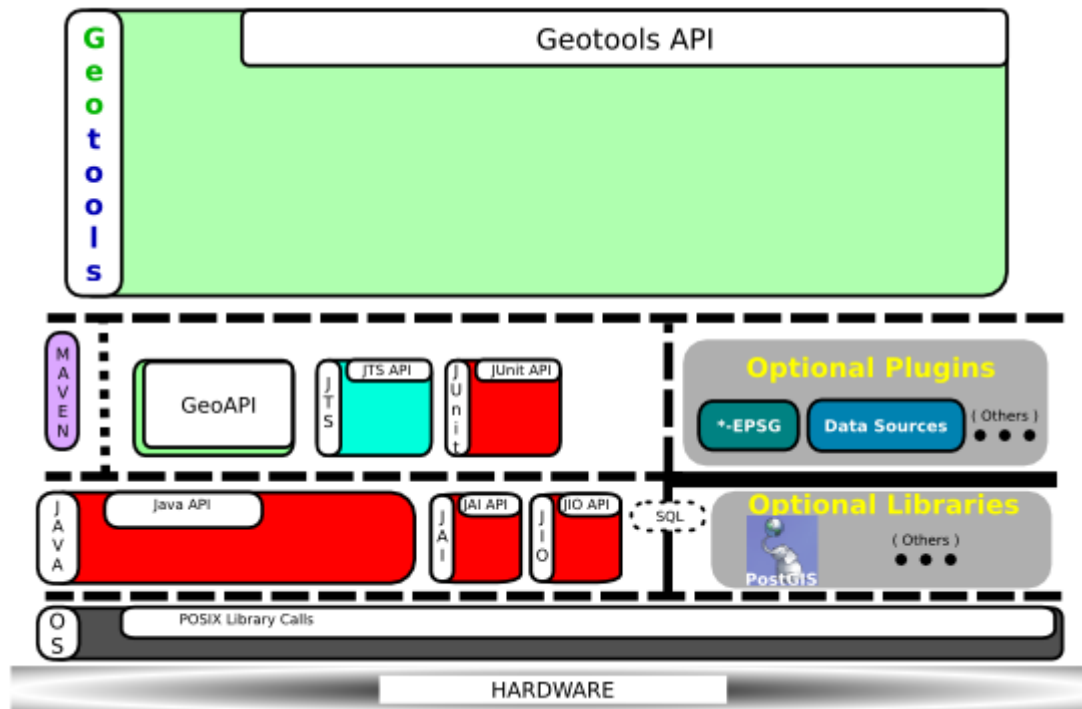 Geotools
Geotools API
MAVEN
GeoAPI
JTS
JTS API
JUnit
JUnit API
Optional Plugins
*-EPSG
Data Sources
( Others )
JAVA
Java API
JAI
JAI API
JIO
JIO API
SQL
Optional Libraries
PostGIS
( Others )
OS
POSIX Library Calls
HARDWARE